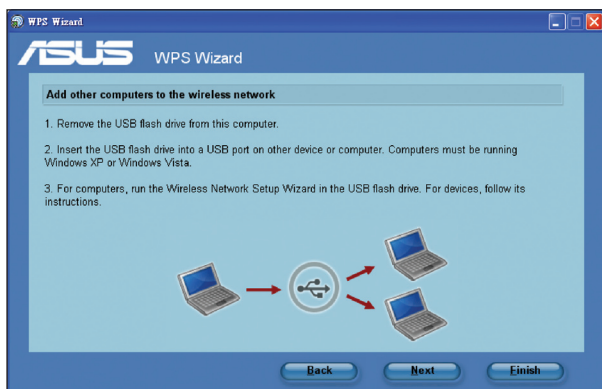 WPS Wizard
ASUS WPS Wizard
Add other computers to the wireless network
1. Remove the USB flash drive from this computer.
2. Insert the USB flash drive into a USB port on other device or computer. Computers must be running
Windows XP or Windows Vista.
3. For computers, run the Wireless Network Setup Wizard in the USB flash drive. For devices, follow its
instructions.
Back Next Finish